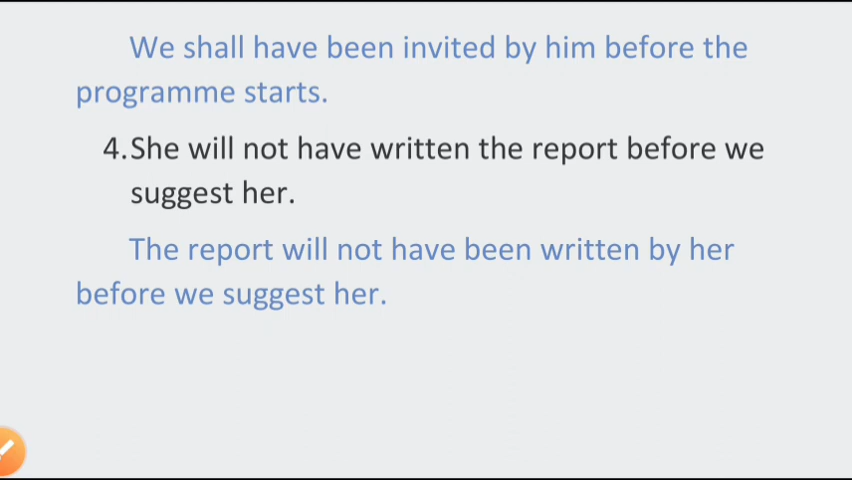 We shall have been invited by him before the
programme starts.
4.She will not have written the report before we
suggest her.
The report will not have been written by her
before we suggest her.